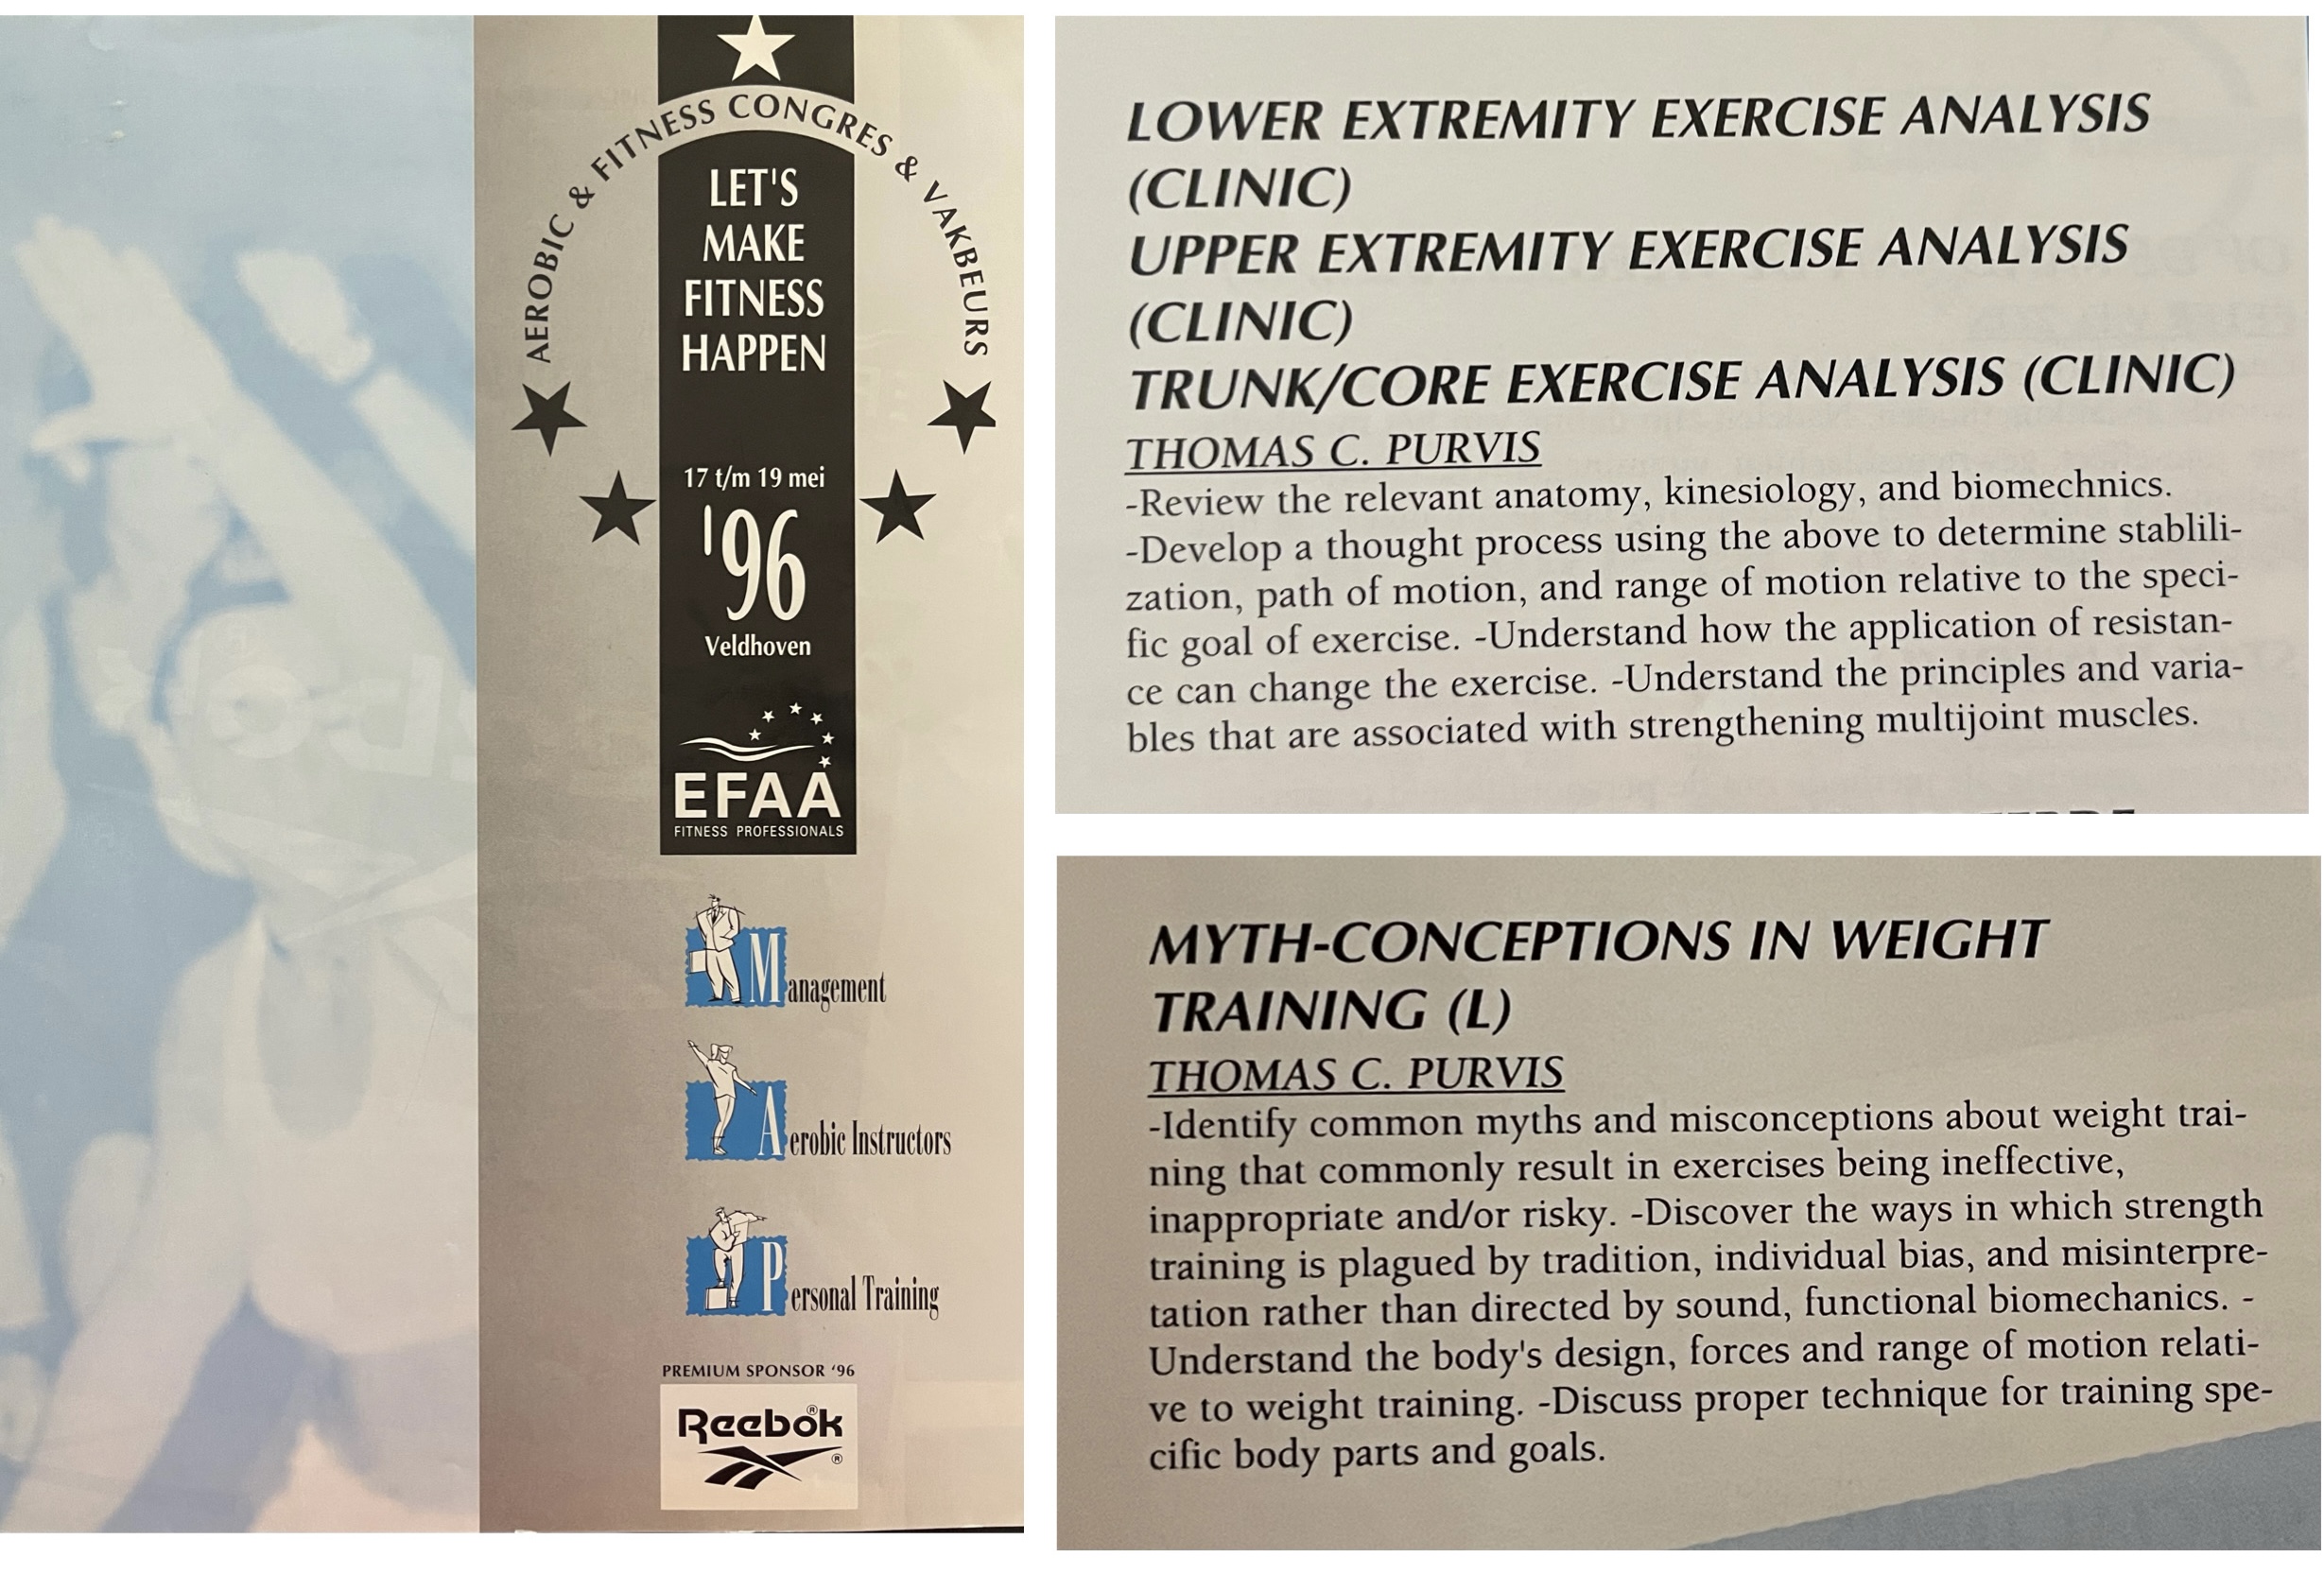 AEROBIC & FITNESS CONGRES & VAKBEURS
LET'S
MAKE
FITNESS
HAPPEN
17 t/m 19 mei
'96
Veldhoven
EFAA
FITNESS PROFESSIONALS
Management
Aerobic Instructors
Personal Training
PREMIUM SPONSOR '96
Reebok®
®
LOWER EXTREMITY EXERCISE ANALYSIS
(CLINIC)
UPPER EXTREMITY EXERCISE ANALYSIS
(CLINIC)
TRUNK/CORE EXERCISE ANALYSIS (CLINIC)
THOMAS C. PURVIS
-Review the relevant anatomy, kinesiology, and biomechnics.
-Develop a thought process using the above to determine stablili-
zation, path of motion, and range of motion relative to the speci-
fic goal of exercise. -Understand how the application of resistan-
ce can change the exercise. -Understand the principles and varia-
bles that are associated with strengthening multijoint muscles.
MYTH-CONCEPTIONS IN WEIGHT
TRAINING (L)
THOMAS C. PURVIS
-Identify common myths and misconceptions about weight trai-
ning that commonly result in exercises being ineffective,
inappropriate and/or risky. -Discover the ways in which strength
training is plagued by tradition, individual bias, and misinterpre-
tation rather than directed by sound, functional biomechanics. -
Understand the body's design, forces and range of motion relati-
ve to weight training. -Discuss proper technique for training spe-
cific body parts and goals.